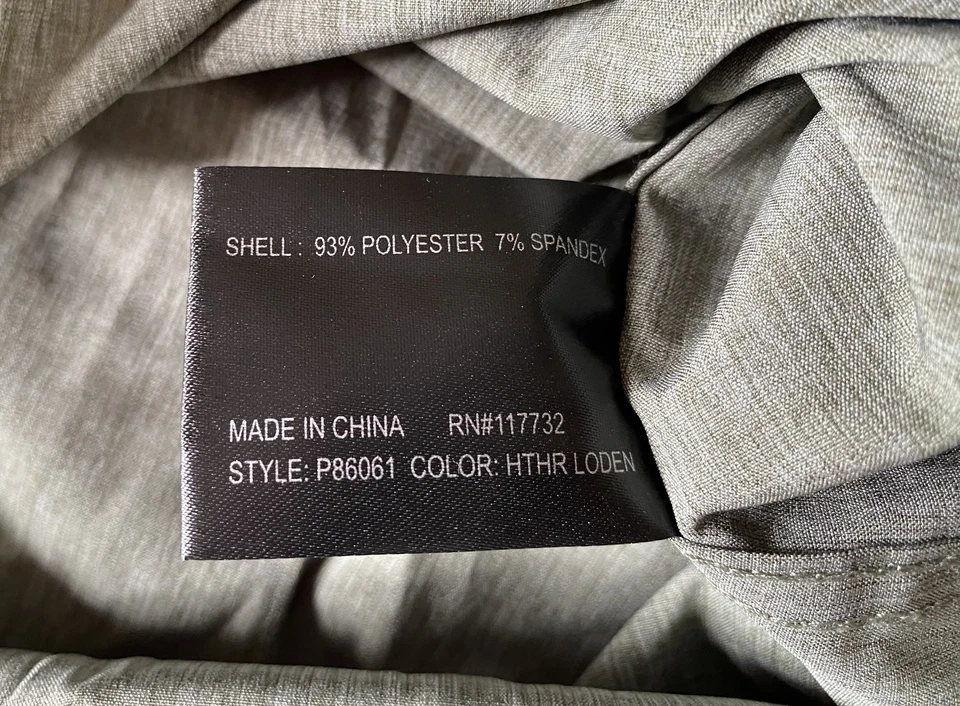 SHELL : 93% POLYESTER 7% SPANDEX
MADE IN CHINA RN#117732
STYLE: P86061 COLOR: HTHR LODEN